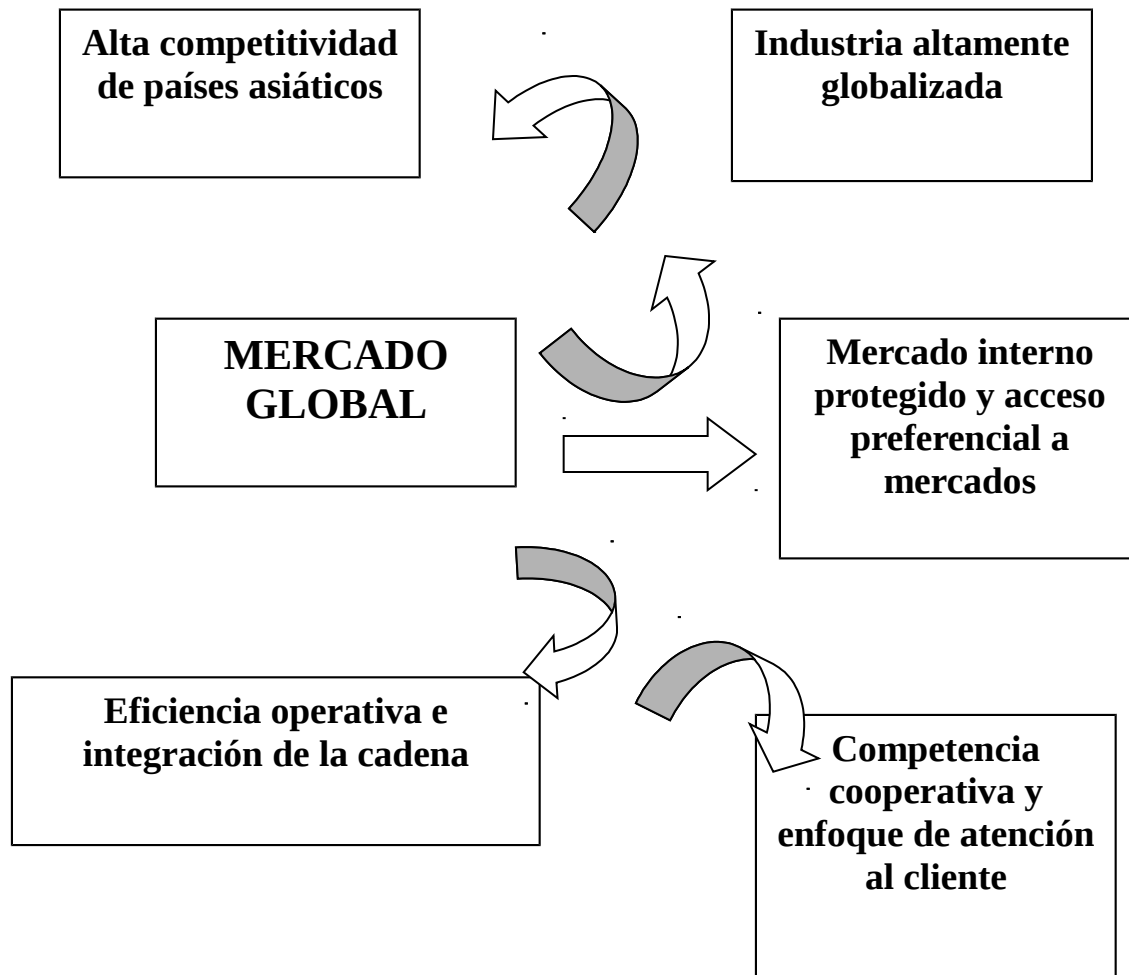 Alta competitividad
de países asiáticos
Industria altamente
globalizada
MERCADO
GLOBAL
Mercado interno
protegido y acceso
preferencial a
mercados
Eficiencia operativa e
integración de la cadena
Competencia
cooperativa y
enfoque de atención
al cliente